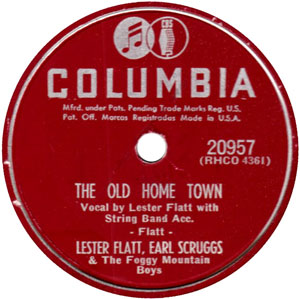 CBS
COLUMBIA
Mfrd. under Pats. Pending Trade Marks Reg. U.S.
Pat. Off. Marcas Registradas Made in U.S.A.
20957
(RHCO 4361)
THE OLD HOME TOWN
Vocal by Lester Flatt with
String Band Acc.
- Flatt -
LESTER FLATT, EARL SCRUGGS
& The Foggy Mountain
Boys